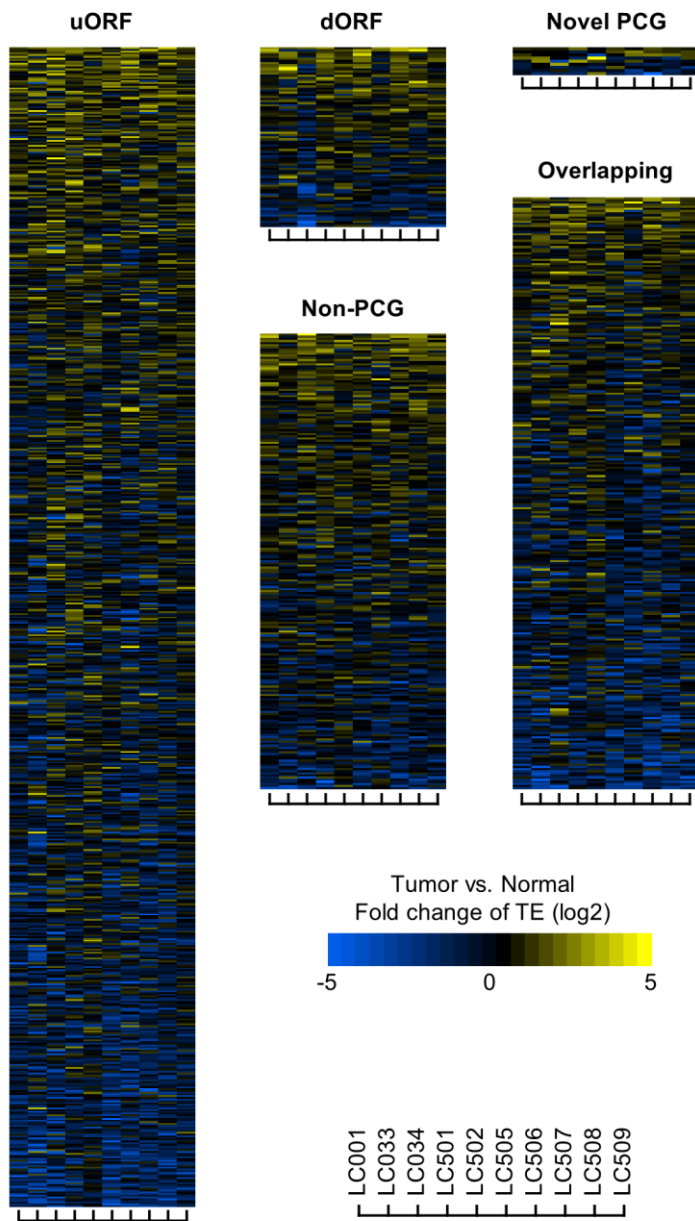 uORF
dORF
Novel PCG
Overlapping
Non-PCG
Tumor vs. Normal
Fold change of TE (log2)
-5 0 5
LC001
LC033
LC034
LC501
LC502
LC505
LC506
LC507
LC508
LC509